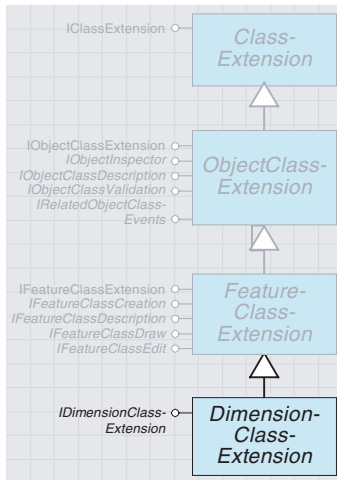 IClassExtension
Class-
Extension
IObjectClassExtension
IObjectInspector
IObjectClassDescription
IObjectClassValidation
IRelatedObjectClass-
Events
ObjectClass-
Extension
IFeatureClassExtension
IFeatureClassCreation
IFeatureClassDescription
IFeatureClassDraw
IFeatureClassEdit
Feature-
Class-
Extension
IDimensionClass-
Extension
Dimension-
Class-
Extension